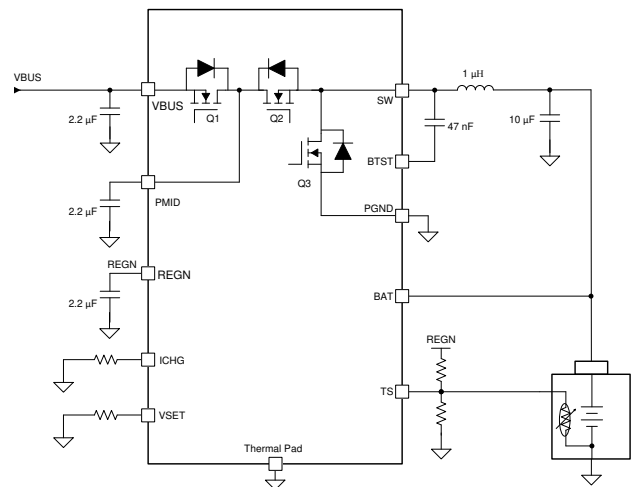 VBUS
2.2 µF
VBUS
Q1
Q2
SW
1 µH
10 µF
47 nF
BTST
Q3
PGND
2.2 µF
PMID
REGN
REGN
2.2 µF
BAT
ICHG
REGN
TS
VSET
Thermal Pad